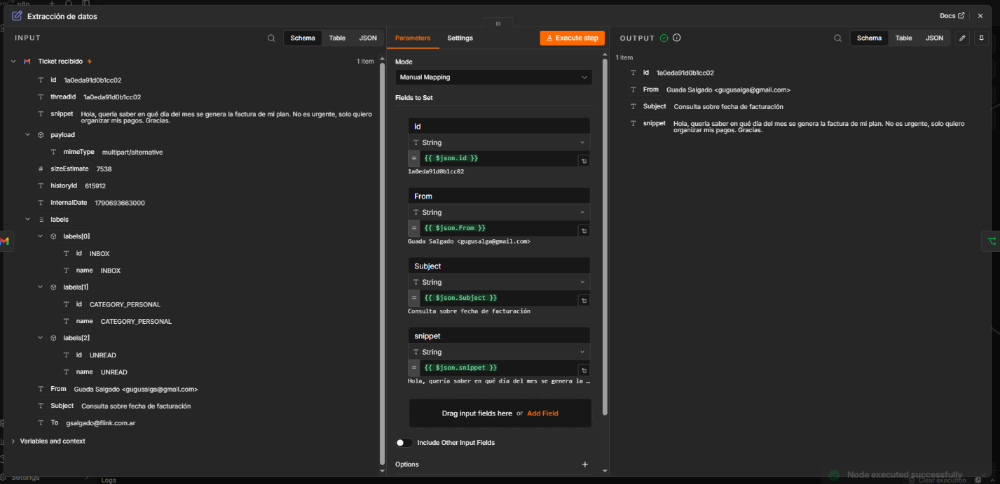 n8n
Extracción de datos
Docs
INPUT
Schema Table JSON
Ticket recibido 1 item
T id 1a0eda91d0b1cc02
T threadId 1a0eda91d0b1cc02
T snippet Hola, quería saber en qué día del mes se genera la factura de mi plan. No es urgente, solo quiero
organizar mis pagos. Gracias.
payload
T mimeType multipart/alternative
# sizeEstimate 7538
T historyId 615912
T internalDate 1790693663000
labels
labels[0]
T id INBOX
T name INBOX
labels[1]
T id CATEGORY_PERSONAL
T name CATEGORY_PERSONAL
labels[2]
T id UNREAD
T name UNREAD
T From Guada Salgado <gugusalga@gmail.com>
T Subject Consulta sobre fecha de facturación
T To gsalgado@flink.com.ar
Variables and context
Parameters Settings Execute step
Mode
Manual Mapping
Fields to Set
id
T String
= {{ $json.id }}
1a0eda91d0b1cc02
From
T String
= {{ $json.From }}
Guada Salgado <gugusalga@gmail.com>
Subject
T String
= {{ $json.Subject }}
Consulta sobre fecha de facturación
snippet
T String
= {{ $json.snippet }}
Hola, quería saber en qué día del mes se genera la …
Drag input fields here or Add Field
Include Other Input Fields
Options
OUTPUT
Schema Table JSON
1 item
T id 1a0eda91d0b1cc02
T From Guada Salgado <gugusalga@gmail.com>
T Subject Consulta sobre fecha de facturación
T snippet Hola, quería saber en qué día del mes se genera la factura de mi plan. No es urgente, solo quiero
organizar mis pagos. Gracias.
Settings
Logs
Node executed successfully
Clear execution